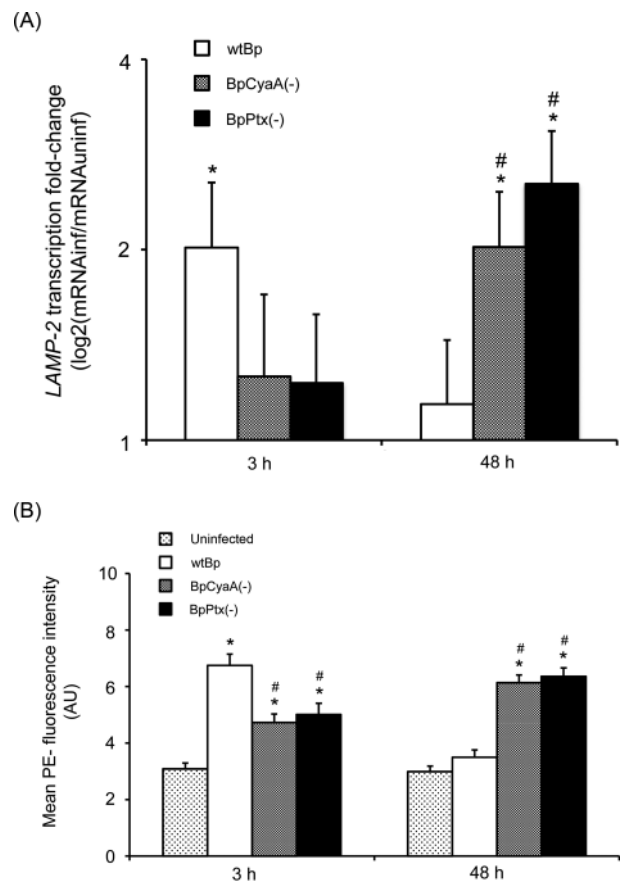 (A)
wtBp
BpCyaA(-)
BpPtx(-)
LAMP-2 transcription fold-change
(log2(mRNAinf/mRNAuninf)
4
2
1
*
#
*
#
*
3 h
48 h
(B)
Uninfected
wtBp
BpCyaA(-)
BpPtx(-)
Mean PE- fluorescence intensity
(AU)
10
8
6
4
2
0
*
#
*
#
*
#
*
#
*
3 h
48 h